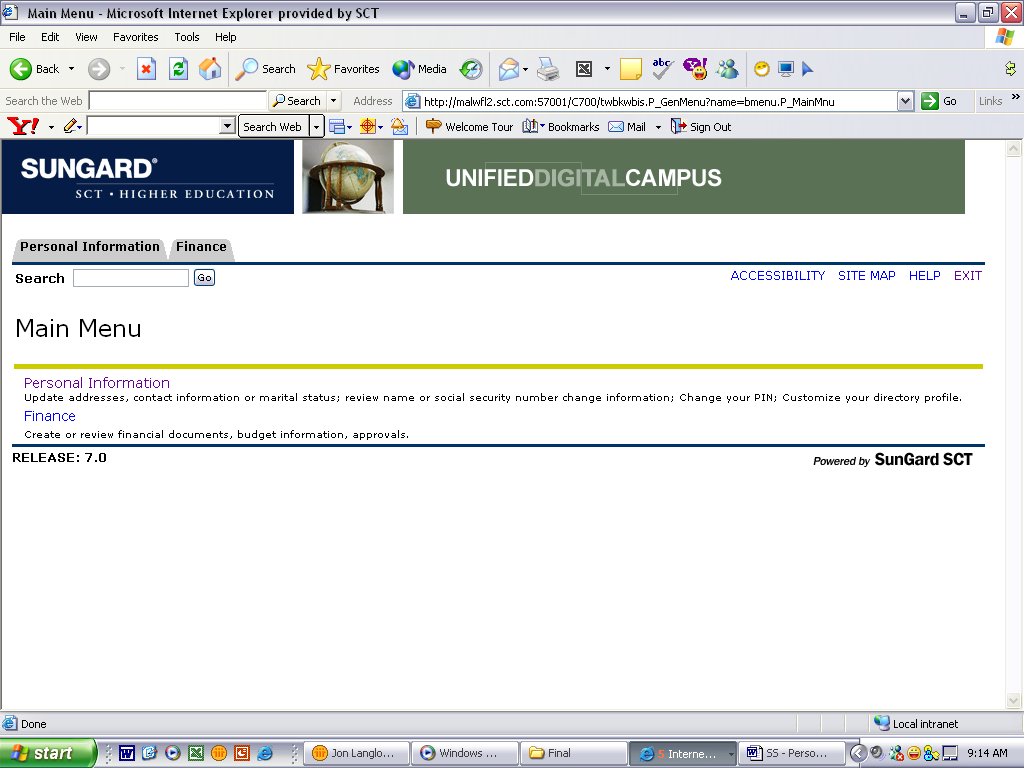 Main Menu - Microsoft Internet Explorer provided by SCT
File Edit View Favorites Tools Help
Back Search Favorites Media
Search the Web Search Address http://malwfl2.sct.com:57001/C700/twbkwbis.P_GenMenu?name=bmenu.P_MainMnu Go Links »
Y! Search Web Welcome Tour Bookmarks Mail Sign Out
SUNGARD®
SCT • HIGHER EDUCATION
UNIFIEDDIGITALCAMPUS
Personal Information Finance
Search Go ACCESSIBILITY SITE MAP HELP EXIT
Main Menu
Personal Information
Update addresses, contact information or marital status; review name or social security number change information; Change your PIN; Customize your directory profile.
Finance
Create or review financial documents, budget information, approvals.
RELEASE: 7.0 Powered by SunGard SCT
Done Local intranet
start Jon Langlo... Windows ... Final 5 Interne... SS - Perso... 9:14 AM